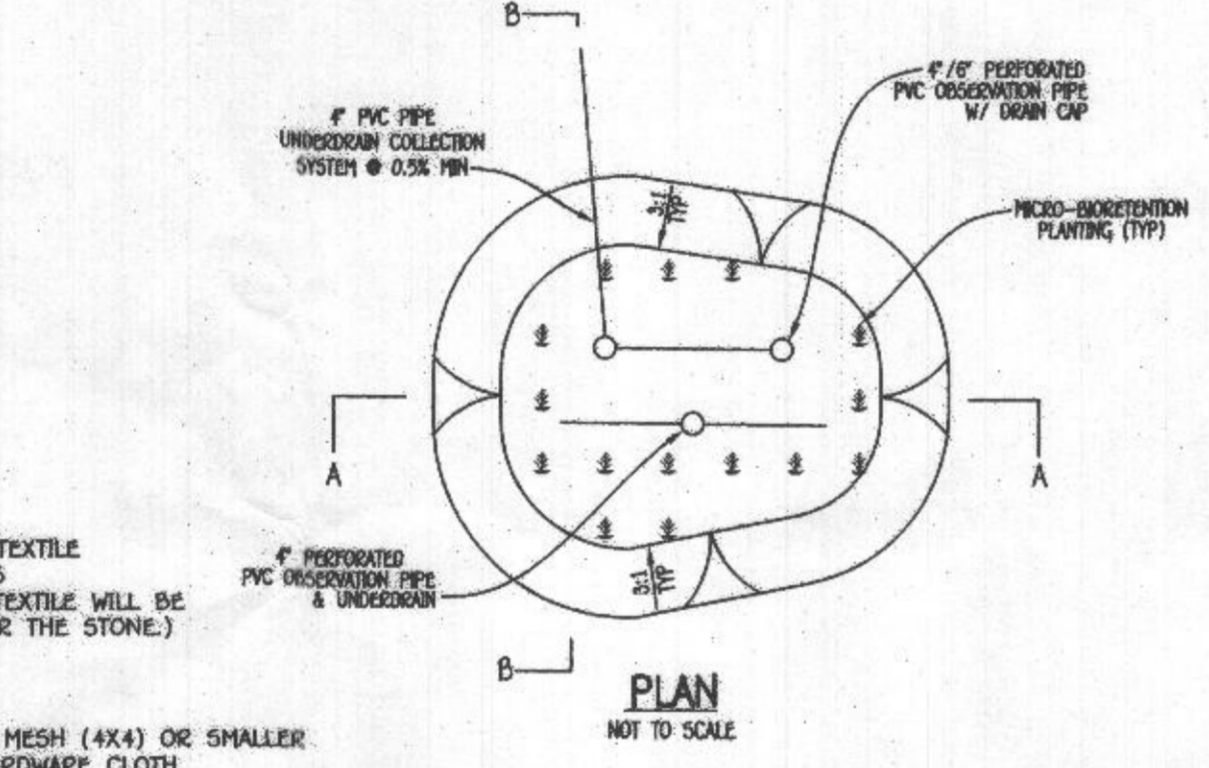 B
4" PVC PIPE
UNDERDRAIN COLLECTION
SYSTEM @ 0.5% MIN
4"/6" PERFORATED
PVC OBSERVATION PIPE
W/ DRAIN CAP
3:1
TYP
MICRO-BIORETENTION
PLANTING (TYP)
A
A
4" PERFORATED
PVC OBSERVATION PIPE
& UNDERDRAIN
3:1
TYP
B
PLAN
NOT TO SCALE
TEXTILE
S
TEXTILE WILL BE
R THE STONE.)
MESH (4X4) OR SMALLER
RDWARE CLOTH